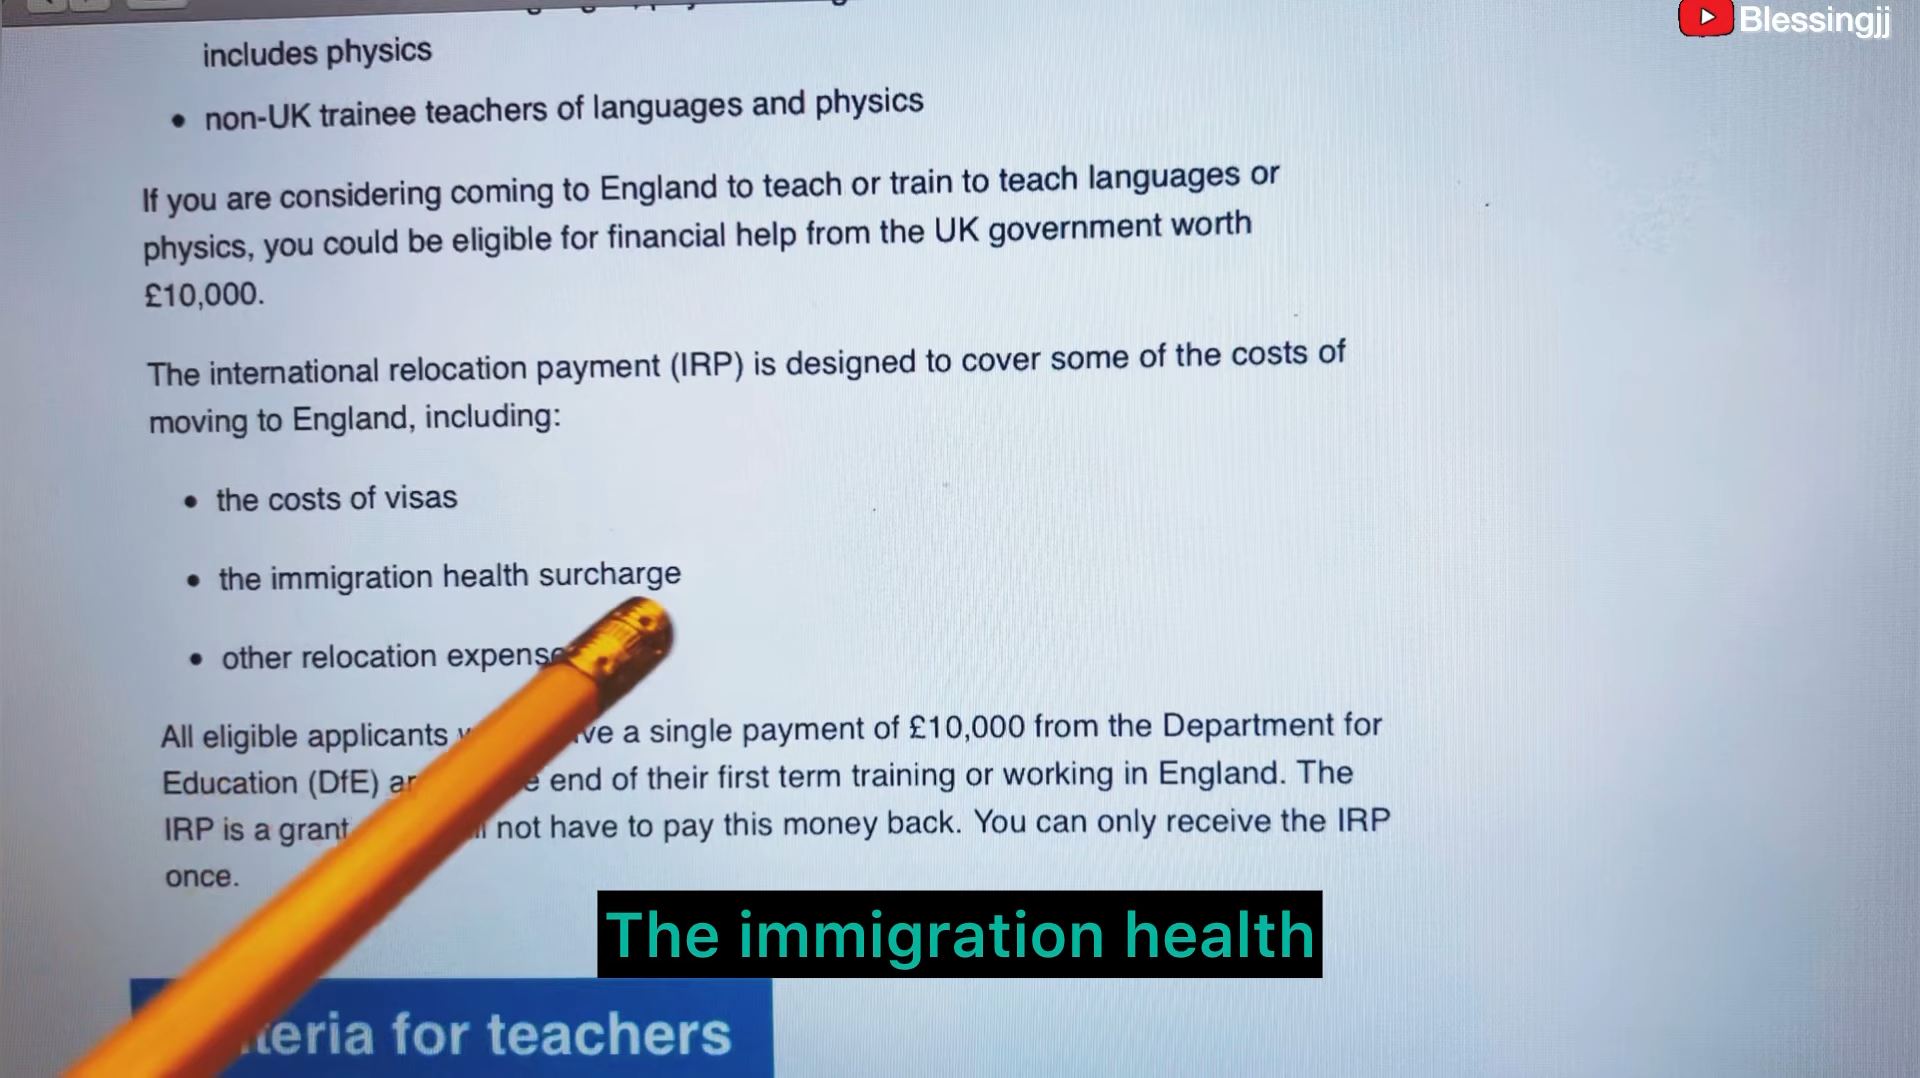 Blessingjj
includes physics
• non-UK trainee teachers of languages and physics
If you are considering coming to England to teach or train to teach languages or
physics, you could be eligible for financial help from the UK government worth
£10,000.
The international relocation payment (IRP) is designed to cover some of the costs of
moving to England, including:
• the costs of visas
• the immigration health surcharge
• other relocation
All eligible applicants a single payment of £10,000 from the Department for
Education (DfE) end of their first term training or working in England. The
IRP is a grant not have to pay this money back. You can only receive the IRP
once.
The immigration health
for teachers